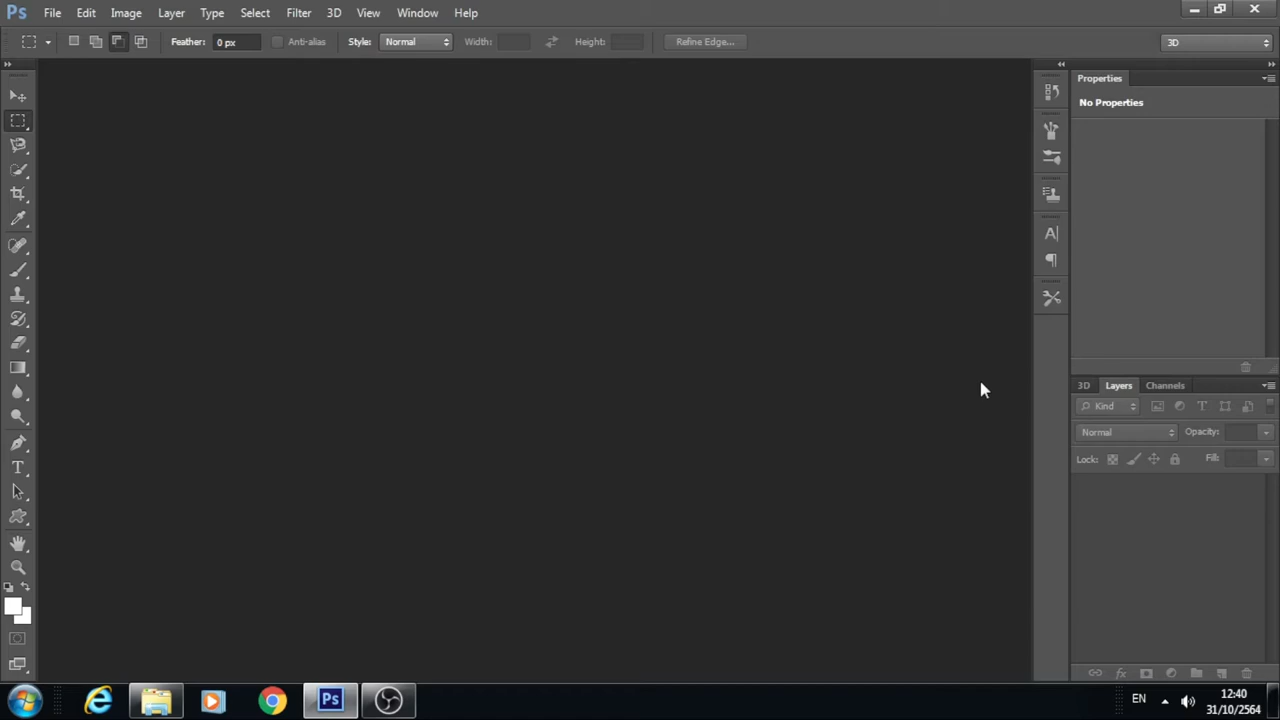 Ps File Edit Image Layer Type Select Filter 3D View Window Help
Feather: 0 px Anti-alias Style: Normal Width: Height: Refine Edge... 3D
Properties
No Properties
3D Layers Channels
Kind
Normal Opacity:
Lock: Fill:
Ps
EN
12:40
31/10/2564